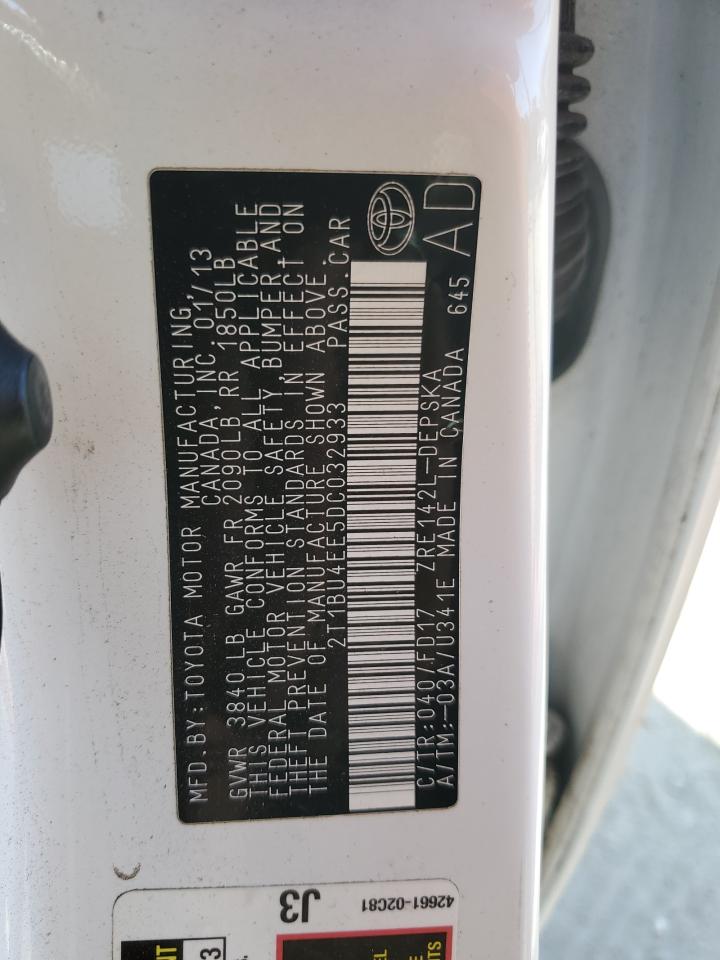 MFD.BY:TOYOTA MOTOR MANUFACTURING,
CANADA, INC. 01/13
GVWR 3840LB GAWR FR 2090LB RR 1850LB
THIS VEHICLE CONFORMS TO ALL APPLICABLE
FEDERAL MOTOR VEHICLE SAFETY, BUMPER AND
THEFT PREVENTION STANDARDS IN EFFECT ON
THE DATE OF MANUFACTURE SHOWN ABOVE.
2T1BU4EE5DC032933 PASS.CAR
C/TR:040/FD17 ZRE142L-DEPSKA
A/TM:-03A/U341E MADE IN CANADA 645
AD
J3
42661-02C81